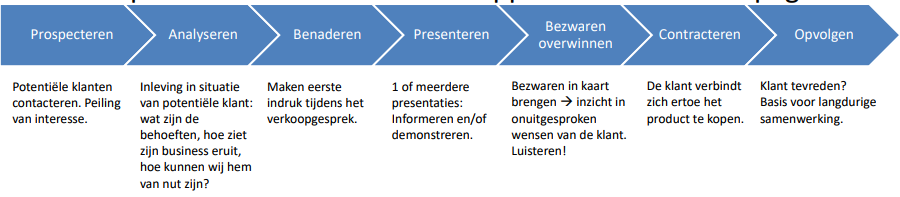 Prospecteren
Analyseren
Benaderen
Presenteren
Bezwaren
overwinnen
Contracteren
Opvolgen
Potentiële klanten
contacteren. Peiling
van interesse.
Inleving in situatie
van potentiële klant:
wat zijn de
behoeften, hoe ziet
zijn business eruit,
hoe kunnen wij hem
van nut zijn?
Maken eerste
indruk tijdens het
verkoopgesprek.
1 of meerdere
presentaties:
Informeren en/of
demonstreren.
Bezwaren in kaart
brengen → inzicht in
onuitgesproken
wensen van de klant.
Luisteren!
De klant verbindt
zich ertoe het
product te kopen.
Klant tevreden?
Basis voor langdurige
samenwerking.